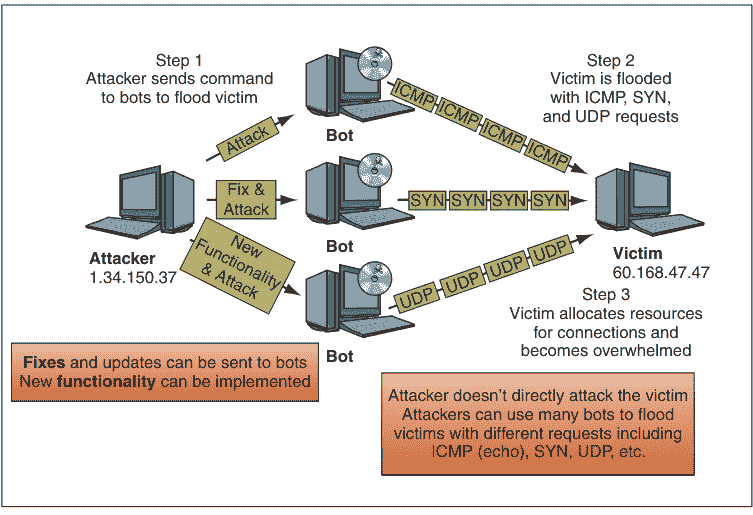 Step 1
Attacker sends command
to bots to flood victim
Step 2
Victim is flooded
with ICMP, SYN,
and UDP requests
Attack
Bot
ICMP ICMP ICMP ICMP
Fix &
Attack
Bot
SYN SYN SYN SYN
New
Functionality
& Attack
Bot
UDP UDP UDP UDP
Attacker
1.34.150.37
Victim
60.168.47.47
Step 3
Victim allocates resources
for connections and
becomes overwhelmed
Fixes and updates can be sent to bots
New functionality can be implemented
Attacker doesn't directly attack the victim
Attackers can use many bots to flood
victims with different requests including
ICMP (echo), SYN, UDP, etc.